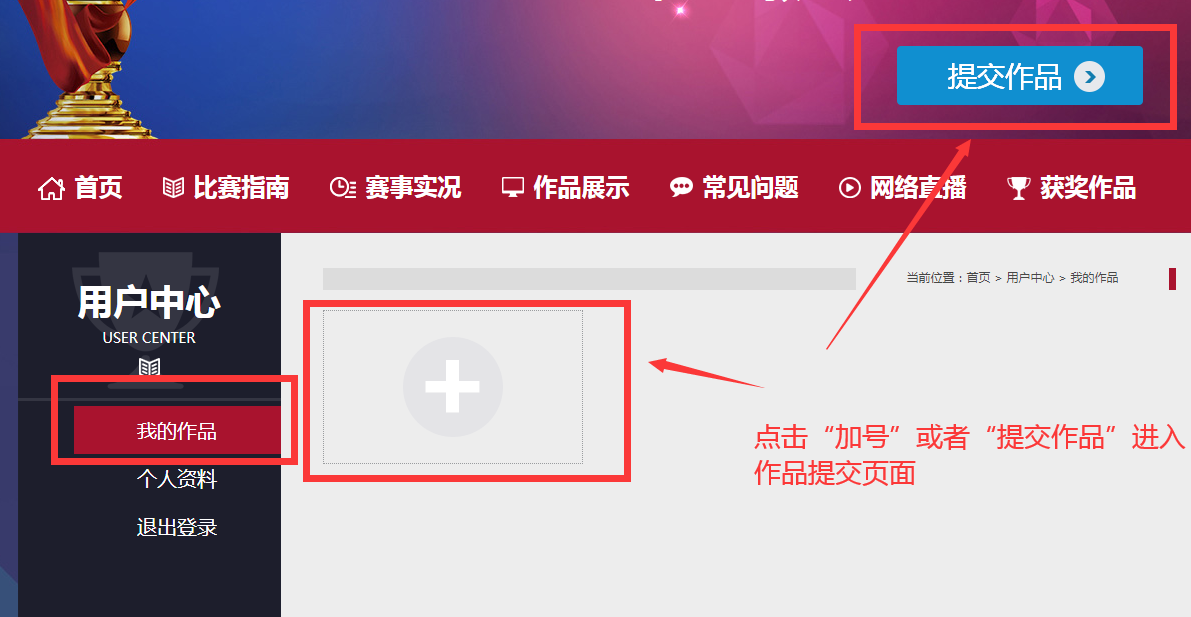 提交作品
首页 比赛指南 赛事实况 作品展示 常见问题 网络直播 获奖作品
用户中心
USER CENTER
我的作品
个人资料
退出登录
当前位置：首页 > 用户中心 > 我的作品
点击“加号”或者“提交作品”进入
作品提交页面